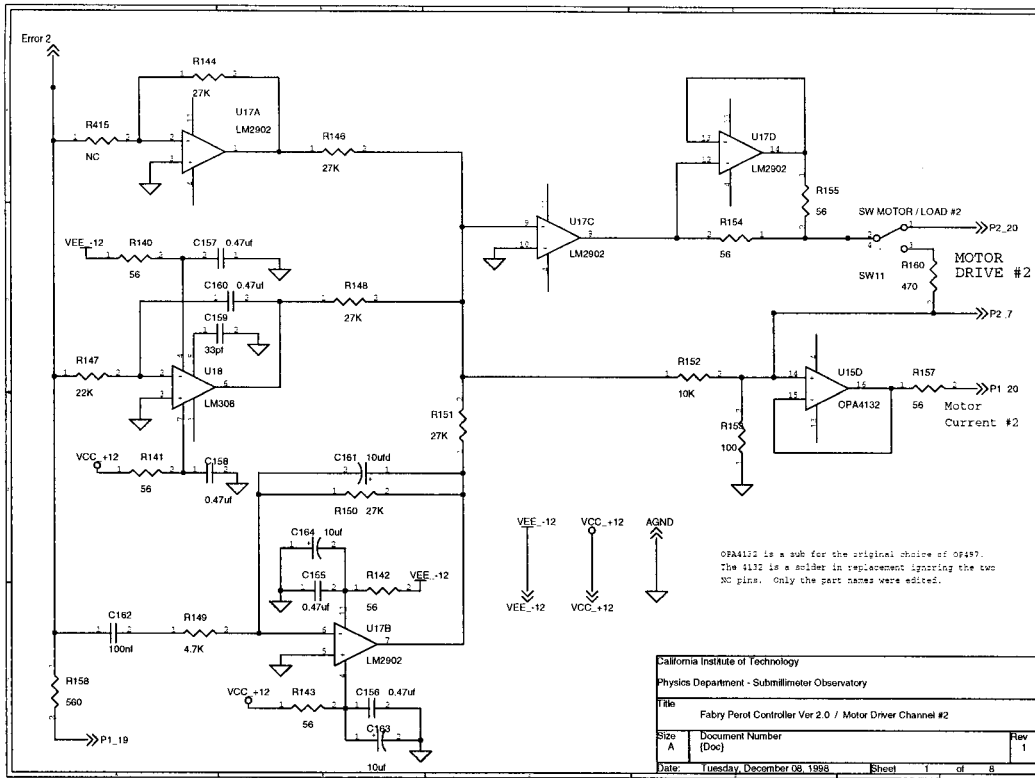 Error 2
R144
27K
U17A
LM2902
R415
NC
R146
27K
U17D
LM2902
R155
56
SW MOTOR / LOAD #2
P2_20
U17C
LM2902
R154
56
SW11
R160
470
MOTOR
DRIVE #2
VEE_-12
R140
56
C157
0.47uf
C160
0.47uf
R148
27K
C159
33pf
P2_7
R147
22K
U18
LM308
R152
10K
U15D
OPA4132
R157
56
P1_20
Motor
Current #2
R151
27K
R153
100
VCC_+12
R141
56
C158
0.47uf
C161
10ufd
R150
27K
C164
10uf
VEE_-12
VCC_+12
AGND
C155
0.47uf
R142
56
VEE_-12
OPA4132 is a sub for the original choice of OP497.
The 4132 is a solder in replacement ignoring the two
NC pins. Only the part names were edited.
VEE_-12
VCC_+12
C162
100nf
R149
4.7K
U17B
LM2902
R158
560
VCC_+12
R143
56
C156
0.47uf
C163
10uf
P1_19
California Institute of Technology
Physics Department - Submillimeter Observatory
Title
Fabry Perot Controller Ver 2.0 / Motor Driver Channel #2
Size
A
Document Number
{Doc}
Rev
1
Date:
Tuesday, December 08, 1998
Sheet 1 of 8